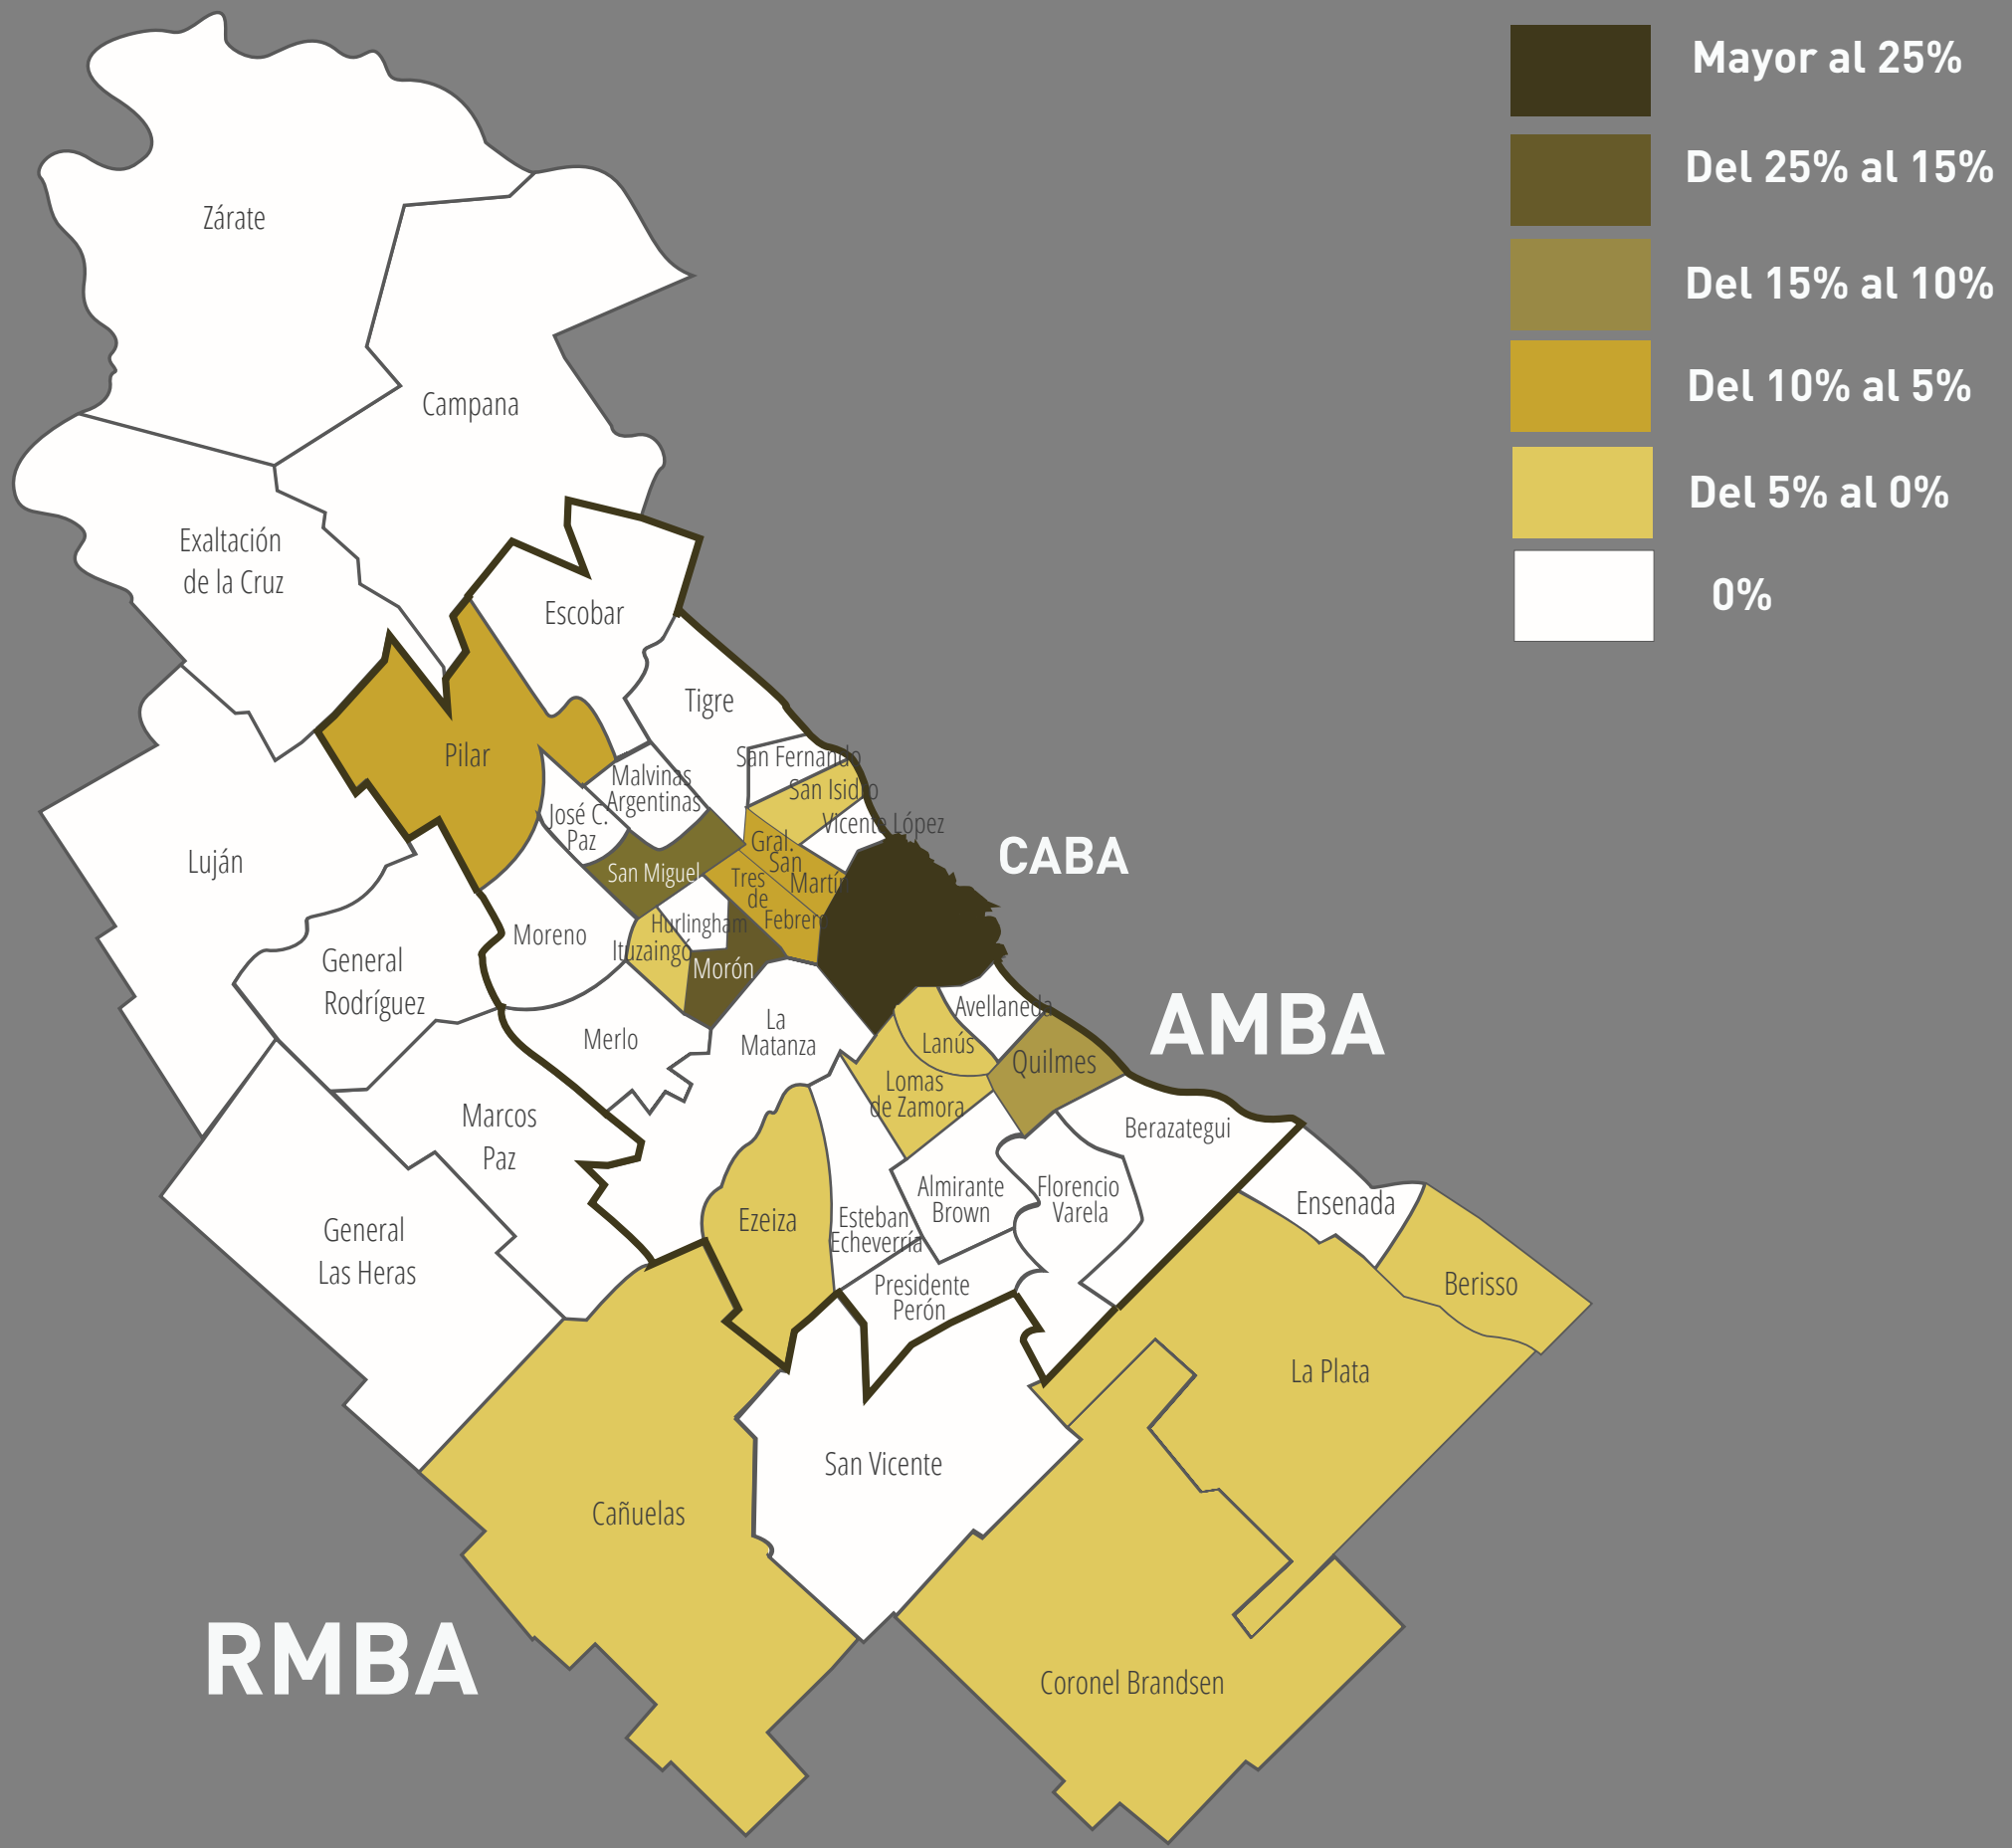 Mayor al 25%
Del 25% al 15%
Del 15% al 10%
Del 10% al 5%
Del 5% al 0%
0%
Zárate
Campana
Exaltación
de la Cruz
Escobar
Tigre
Pilar
San Fernando
Malvinas
Argentinas
San Isidro
José C.
Paz
Vicente López
Gral.
San
Martín
CABA
Luján
San Miguel
Tres
de
Febrero
Hurlingham
Moreno
Ituzaingó
Morón
General
Rodríguez
Avellaneda
AMBA
La
Matanza
Merlo
Lanús
Quilmes
Lomas
de Zamora
Marcos
Paz
Berazategui
Almirante
Brown
Florencio
Varela
Ensenada
Ezeiza
Esteban
Echeverría
General
Las Heras
Presidente
Perón
Berisso
La Plata
San Vicente
Cañuelas
RMBA
Coronel Brandsen